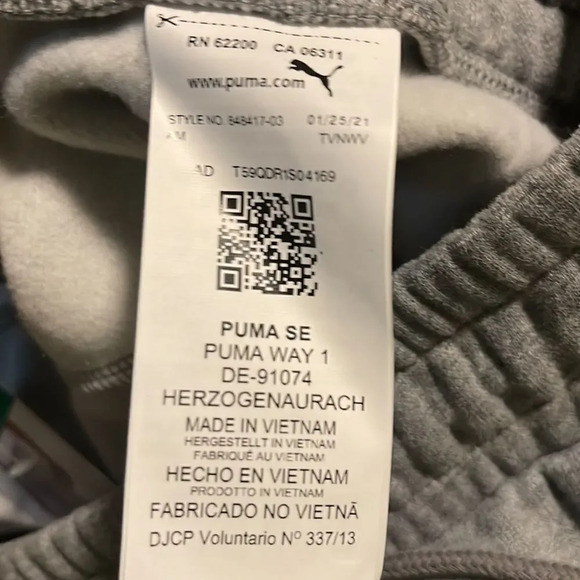 RN 62200 CA 06311
www.puma.com
STYLE NO. 848417-03 01/25/21
AM TVNWV
AD T59QDR1S04169
PUMA SE
PUMA WAY 1
DE-91074
HERZOGENAURACH
MADE IN VIETNAM
HERGESTELLT IN VIETNAM
FABRIQUÉ AU VIETNAM
HECHO EN VIETNAM
PRODOTTO IN VIETNAM
FABRICADO NO VIETNÃ
DJCP Voluntario Nº 337/13